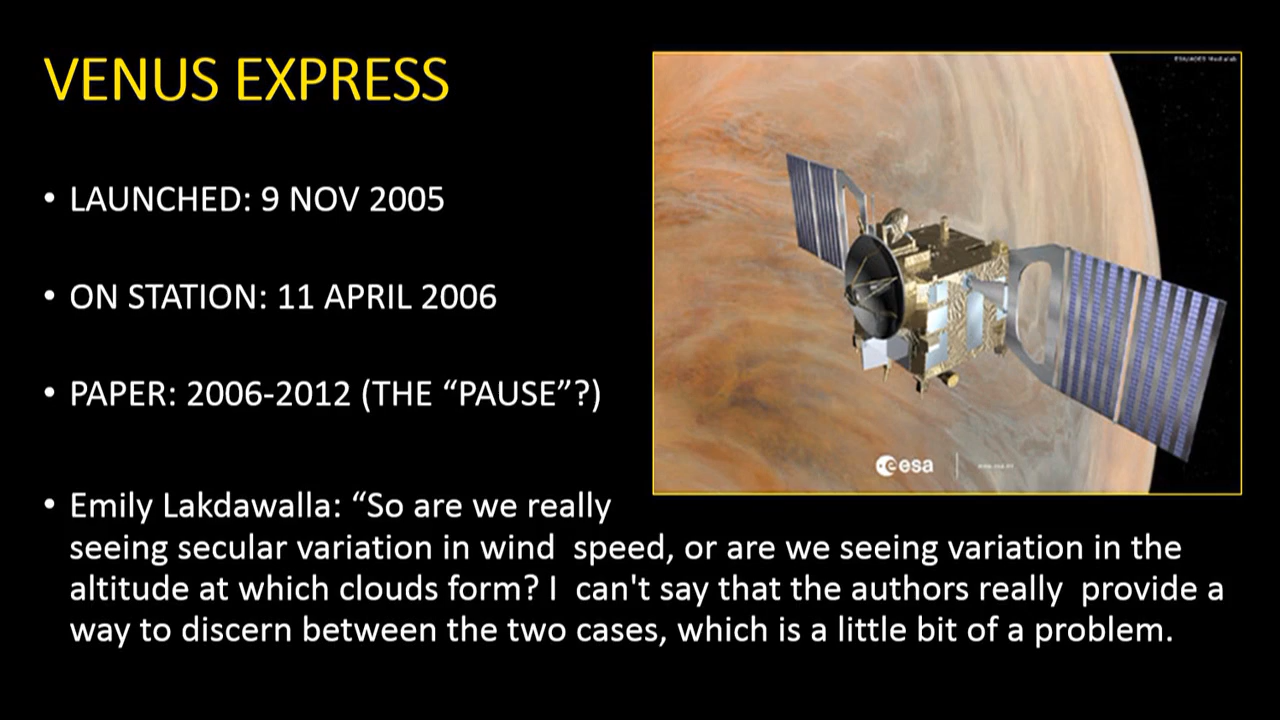 VENUS EXPRESS
• LAUNCHED: 9 NOV 2005
• ON STATION: 11 APRIL 2006
• PAPER: 2006-2012 (THE “PAUSE”?)
• Emily Lakdawalla: “So are we really
seeing secular variation in wind  speed, or are we seeing variation in the
altitude at which clouds form? I  can't say that the authors really  provide a
way to discern between the two cases, which is a little bit of a problem.
esa